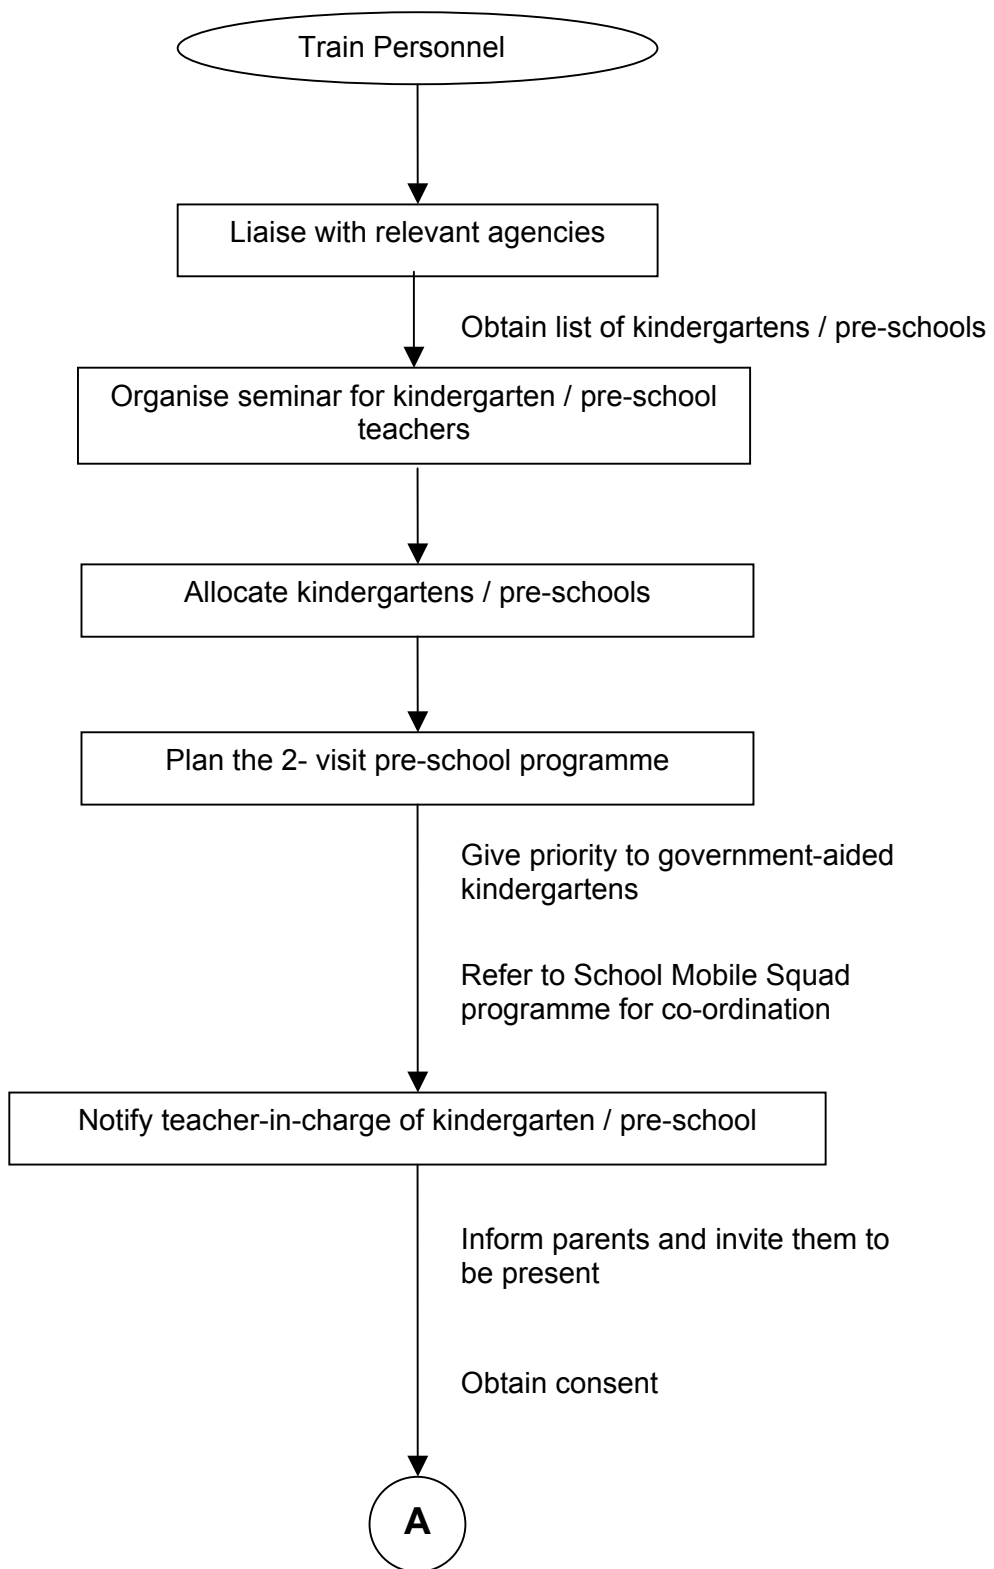 Train Personnel
Liaise with relevant agencies
Obtain list of kindergartens / pre-schools
Organise seminar for kindergarten / pre-school
teachers
Allocate kindergartens / pre-schools
Plan the 2- visit pre-school programme
Give priority to government-aided
kindergartens
Refer to School Mobile Squad
programme for co-ordination
Notify teacher-in-charge of kindergarten / pre-school
Inform parents and invite them to
be present
Obtain consent
A